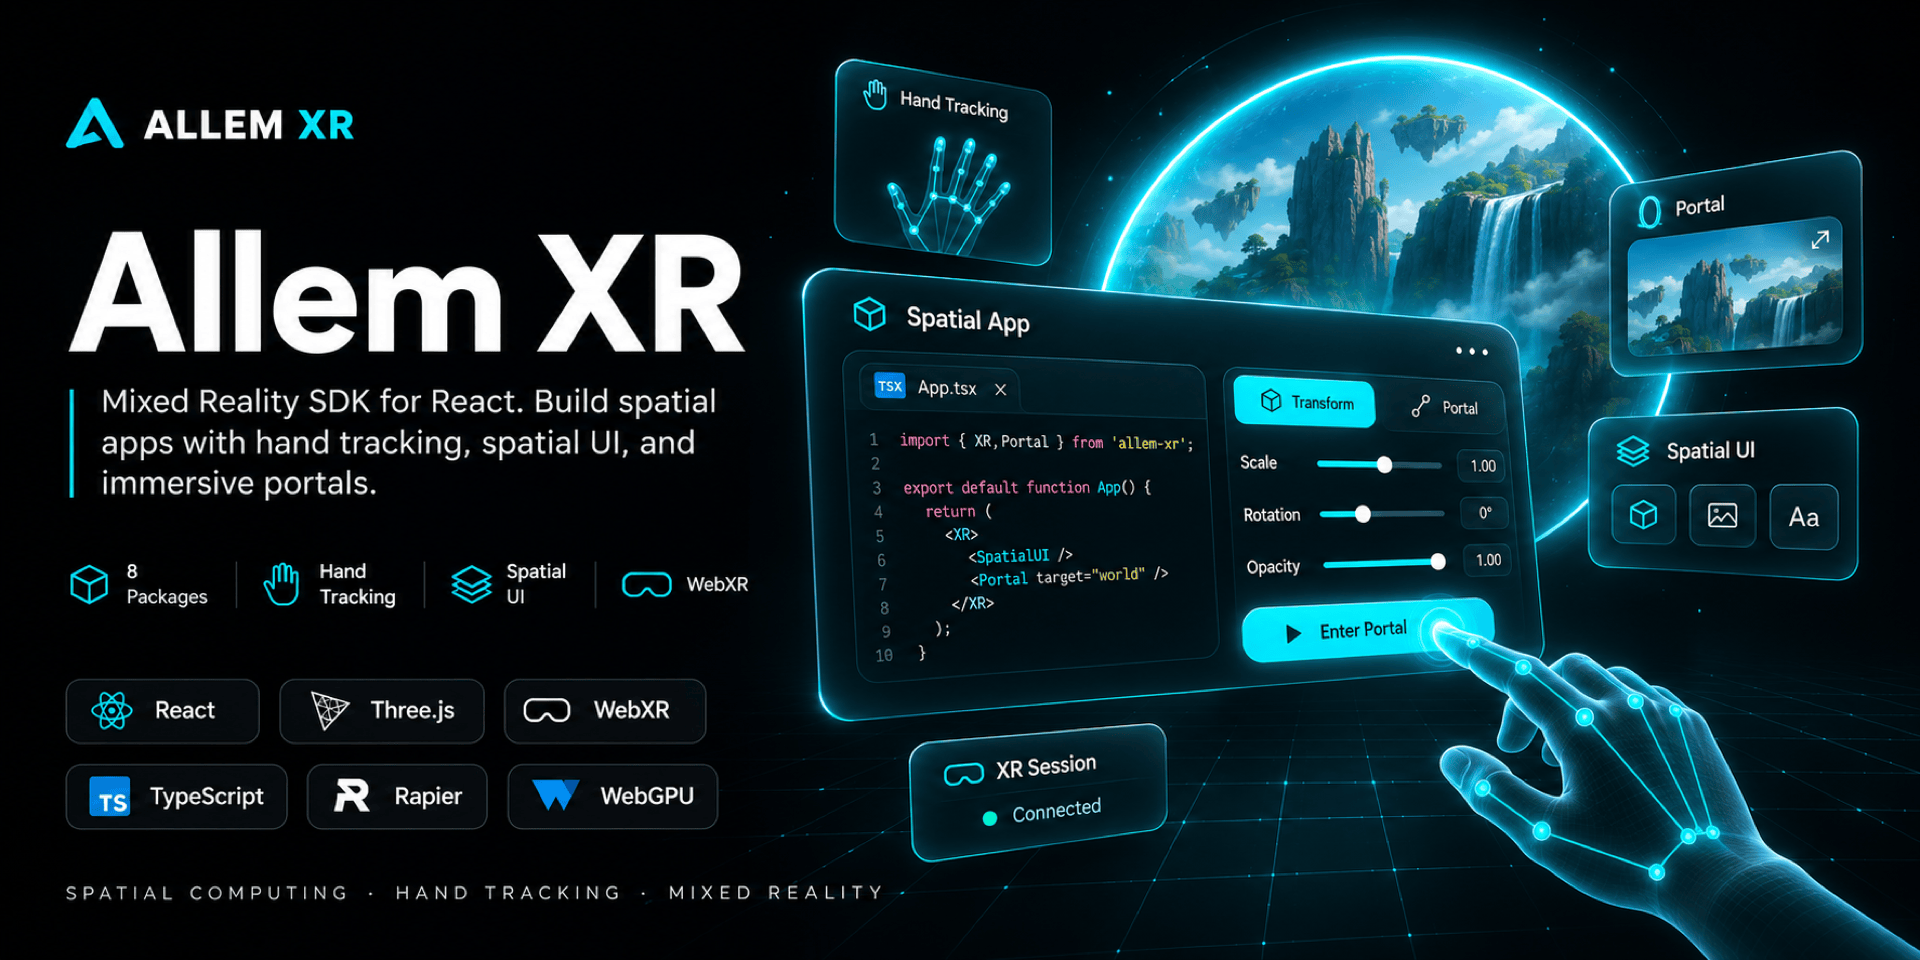 ALLEM XR
Allem XR
Mixed Reality SDK for React. Build spatial
apps with hand tracking, spatial UI, and
immersive portals.
8
Packages
Hand
Tracking
Spatial
UI
WebXR
React
Three.js
WebXR
TS
TypeScript
Rapier
WebGPU
SPATIAL COMPUTING · HAND TRACKING · MIXED REALITY
Hand Tracking
Spatial App
TSX
App.tsx
1 import { XR,Portal } from 'allem-xr';
2
3 export default function App() {
4 return (
5 <XR>
6 <SpatialUI />
7 <Portal target="world" />
8 </XR>
9 );
10 }
Transform
Portal
Scale
1.00
Rotation
0°
Opacity
1.00
Enter Portal
Portal
Spatial UI
Aa
XR Session
Connected